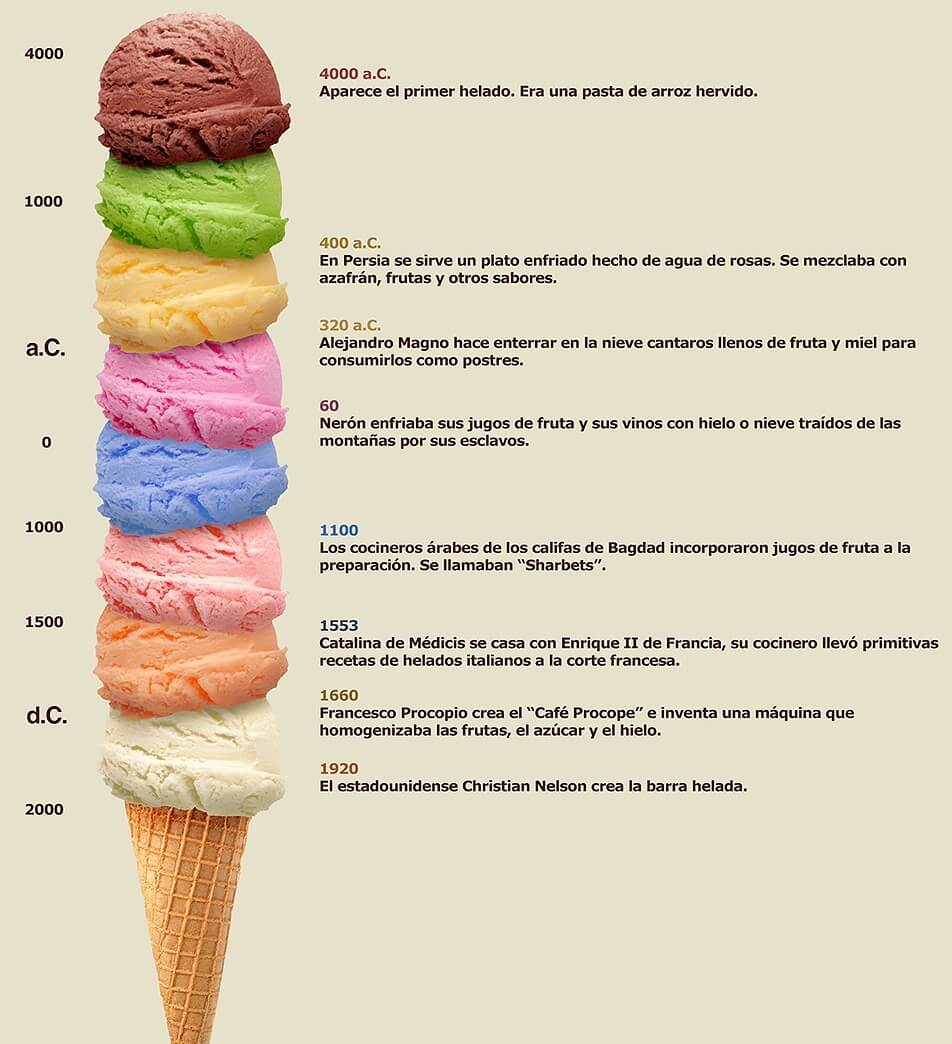 4000
4000 a.C.
Aparece el primer helado. Era una pasta de arroz hervido.
1000
400 a.C.
En Persia se sirve un plato enfriado hecho de agua de rosas. Se mezclaba con
azafrán, frutas y otros sabores.
320 a.C.
Alejandro Magno hace enterrar en la nieve cantaros llenos de fruta y miel para
consumirlos como postres.
a.C.
60
Nerón enfriaba sus jugos de fruta y sus vinos con hielo o nieve traídos de las
montañas por sus esclavos.
0
1000
1100
Los cocineros árabes de los califas de Bagdad incorporaron jugos de fruta a la
preparación. Se llamaban “Sharbets”.
1500
1553
Catalina de Médicis se casa con Enrique II de Francia, su cocinero llevó primitivas
recetas de helados italianos a la corte francesa.
d.C.
1660
Francesco Procopio crea el “Café Procope” e inventa una máquina que
homogenizaba las frutas, el azúcar y el hielo.
1920
El estadounidense Christian Nelson crea la barra helada.
2000